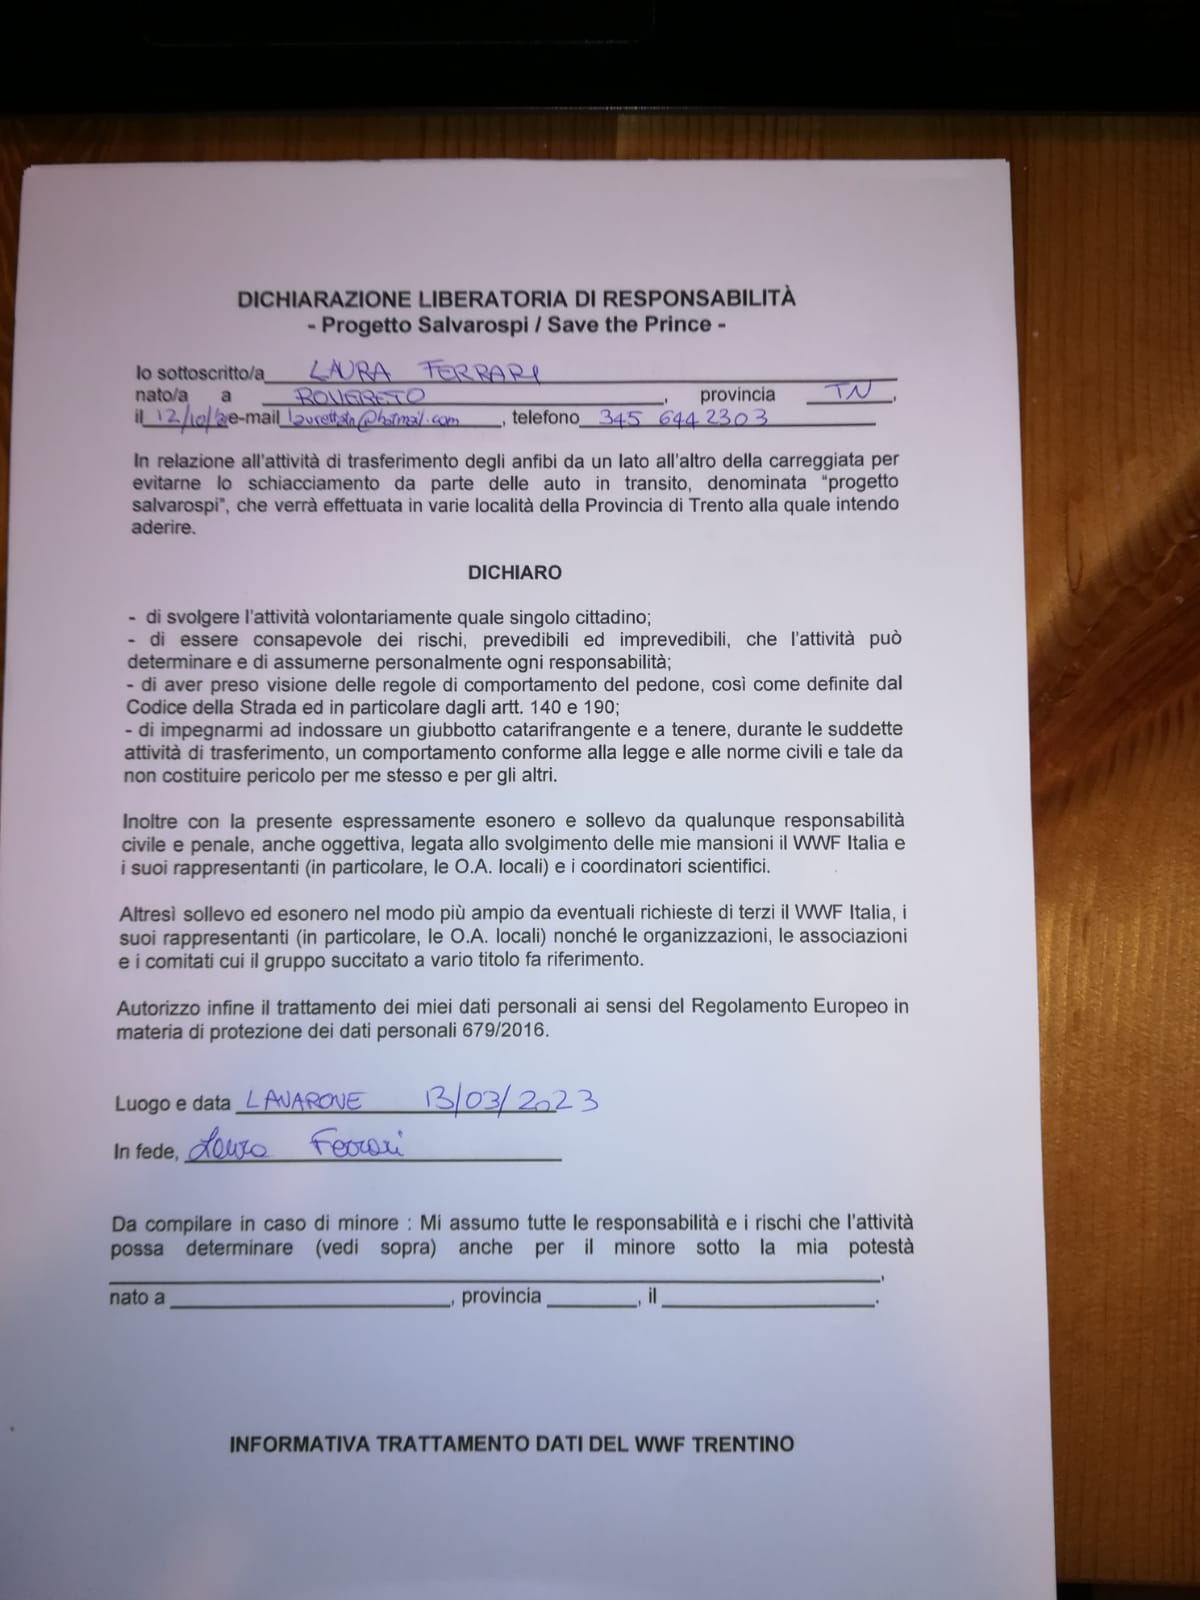 DICHIARAZIONE LIBERATORIA DI RESPONSABILITÀ
- Progetto Salvarospi / Save the Prince -
Io sottoscritto/a LAURA FERRARI
nato/a a ROVERETO, provincia TN,
il 12/10/ e-mail @hotmail.com, telefono 345 644 2303
In relazione all'attività di trasferimento degli anfibi da un lato all'altro della carreggiata per
evitarne lo schiacciamento da parte delle auto in transito, denominata "progetto
salvarospi", che verrà effettuata in varie località della Provincia di Trento alla quale intendo
aderire.
DICHIARO
- di svolgere l'attività volontariamente quale singolo cittadino;
- di essere consapevole dei rischi, prevedibili ed imprevedibili, che l'attività può
determinare e di assumerne personalmente ogni responsabilità;
- di aver preso visione delle regole di comportamento del pedone, così come definite dal
Codice della Strada ed in particolare dagli artt. 140 e 190;
- di impegnarmi ad indossare un giubbotto catarifrangente e a tenere, durante le suddette
attività di trasferimento, un comportamento conforme alla legge e alle norme civili e tale da
non costituire pericolo per me stesso e per gli altri.
Inoltre con la presente espressamente esonero e sollevo da qualunque responsabilità
civile e penale, anche oggettiva, legata allo svolgimento delle mie mansioni il WWF Italia e
i suoi rappresentanti (in particolare, le O.A. locali) e i coordinatori scientifici.
Altresì sollevo ed esonero nel modo più ampio da eventuali richieste di terzi il WWF Italia, i
suoi rappresentanti (in particolare, le O.A. locali) nonché le organizzazioni, le associazioni
e i comitati cui il gruppo succitato a vario titolo fa riferimento.
Autorizzo infine il trattamento dei miei dati personali ai sensi del Regolamento Europeo in
materia di protezione dei dati personali 679/2016.
Luogo e data LAVARONE 13/03/2023
In fede, Laura Ferrari
Da compilare in caso di minore : Mi assumo tutte le responsabilità e i rischi che l'attività
possa determinare (vedi sopra) anche per il minore sotto la mia potestà
,
nato a , provincia , il .
INFORMATIVA TRATTAMENTO DATI DEL WWF TRENTINO